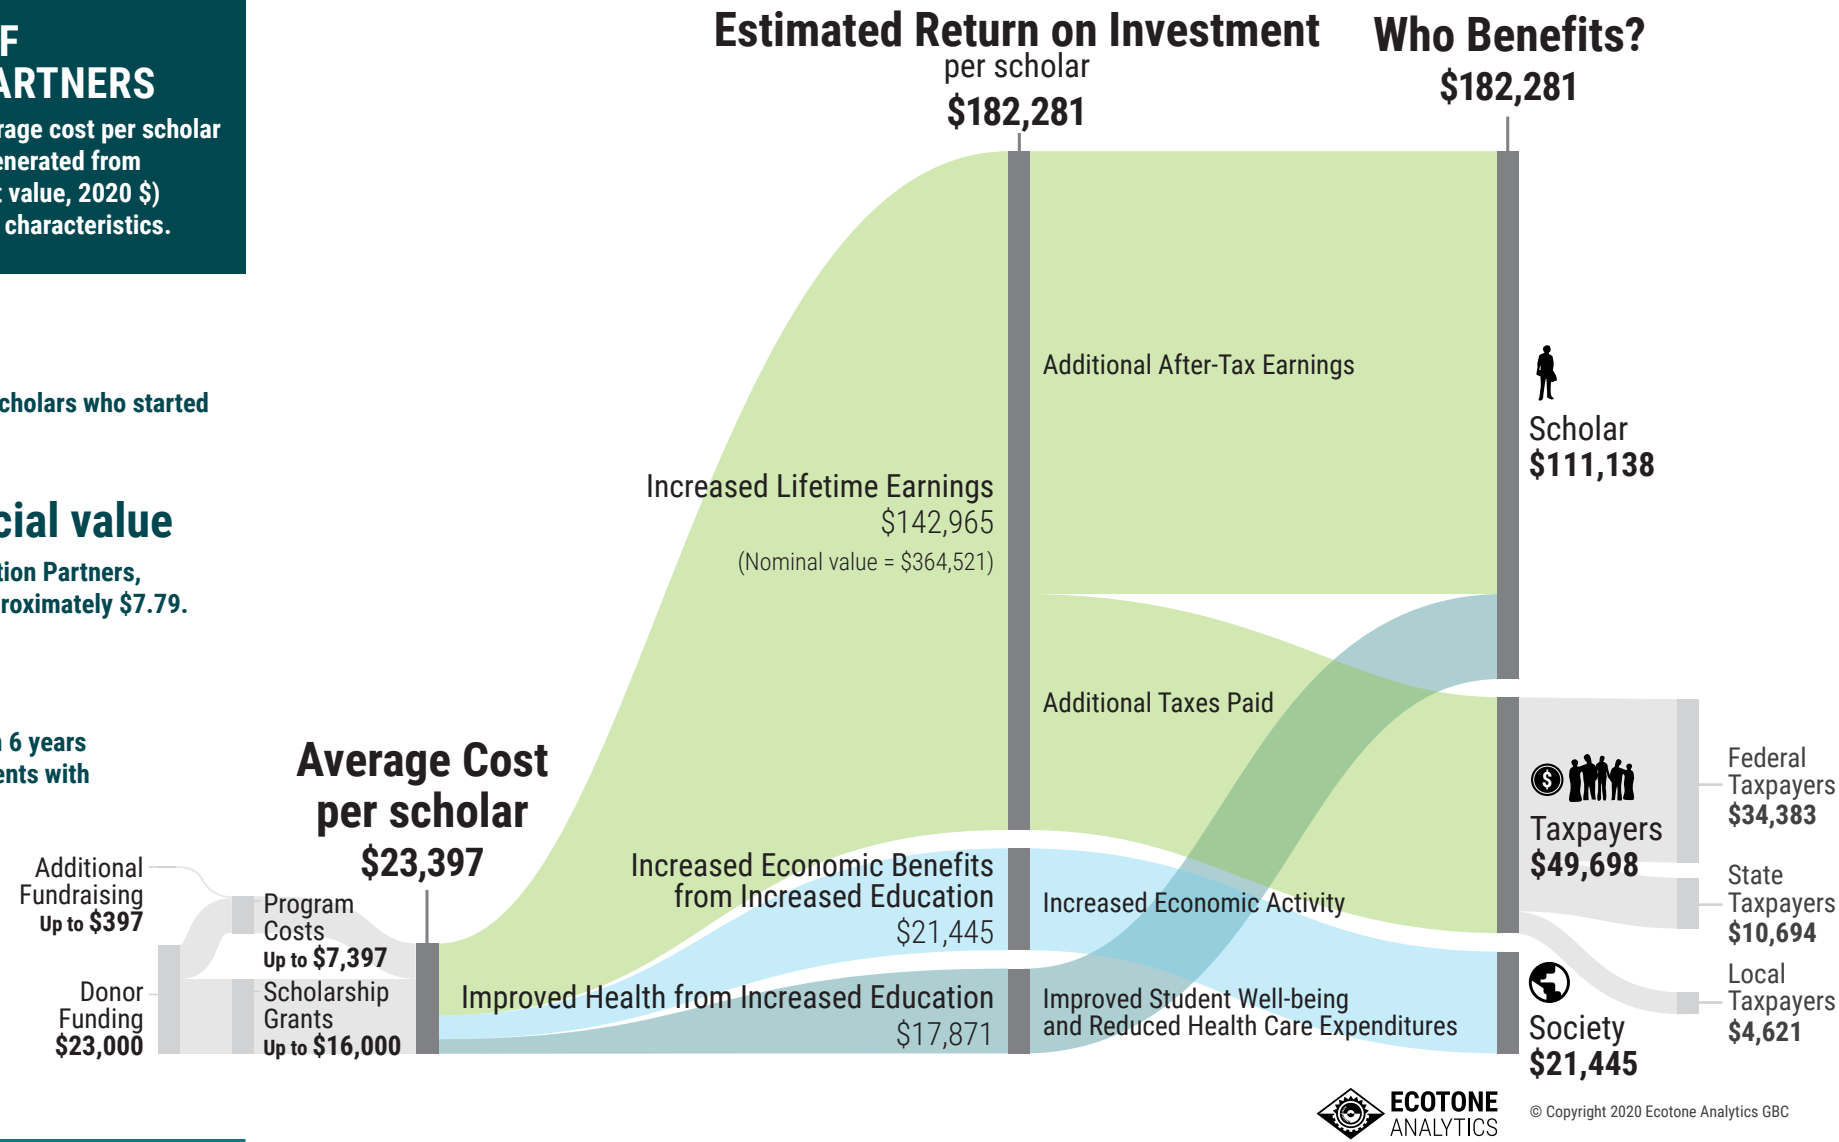 F
ARTNERS
rage cost per scholar
enerated from
t value, 2020 $)
characteristics.
cholars who started
cial value
tion Partners,
roximately $7.79.
n 6 years
ents with
Additional
Fundraising
Up to $397
Donor
Funding
$23,000
Program
Costs
Up to $7,397
Scholarship
Grants
Up to $16,000
Average Cost
per scholar
$23,397
Estimated Return on Investment
per scholar
$182,281
Increased Lifetime Earnings
$142,965
(Nominal value = $364,521)
Increased Economic Benefits
from Increased Education
$21,445
Improved Health from Increased Education
$17,871
Additional After-Tax Earnings
Additional Taxes Paid
Increased Economic Activity
Improved Student Well-being
and Reduced Health Care Expenditures
Who Benefits?
$182,281
Scholar
$111,138
$
Taxpayers
$49,698
Society
$21,445
Federal
Taxpayers
$34,383
State
Taxpayers
$10,694
Local
Taxpayers
$4,621
ECOTONE
ANALYTICS
© Copyright 2020 Ecotone Analytics GBC